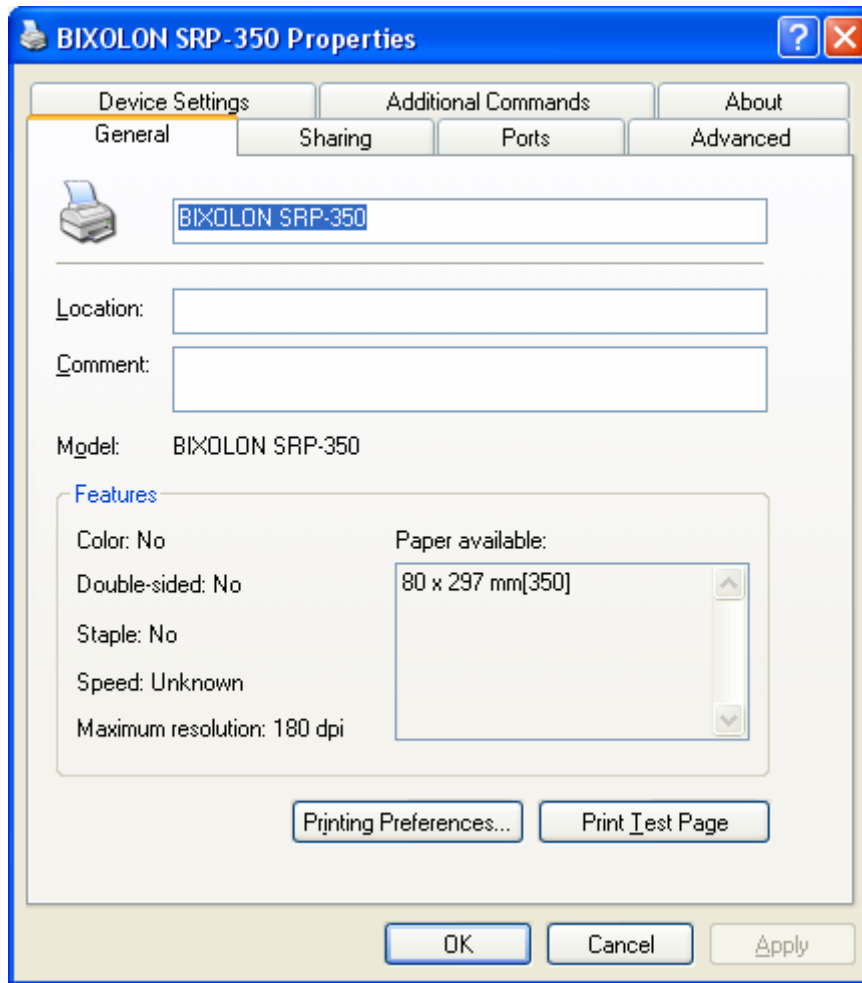 BIXOLON SRP-350 Properties
Device Settings Additional Commands About
General Sharing Ports Advanced
BIXOLON SRP-350
Location:
Comment:
Model: BIXOLON SRP-350
Features
Color: No
Double-sided: No
Staple: No
Speed: Unknown
Maximum resolution: 180 dpi
Paper available:
80 x 297 mm[350]
Printing Preferences... Print Test Page
OK Cancel Apply